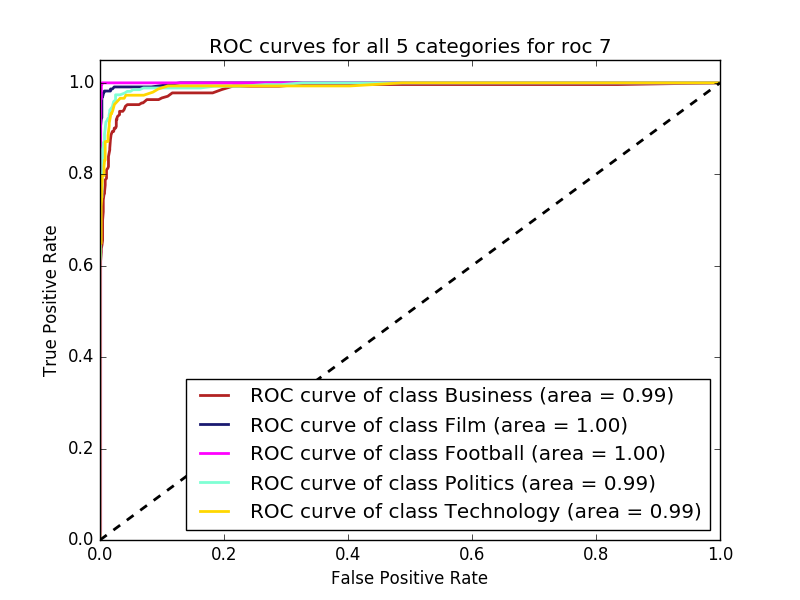 ROC curves for all 5 categories for roc 7
1.0
0.8
0.6
0.4
0.2
0.0
True Positive Rate
ROC curve of class Business (area = 0.99)
ROC curve of class Film (area = 1.00)
ROC curve of class Football (area = 1.00)
ROC curve of class Politics (area = 0.99)
ROC curve of class Technology (area = 0.99)
0.0 0.2 0.4 0.6 0.8 1.0
False Positive Rate